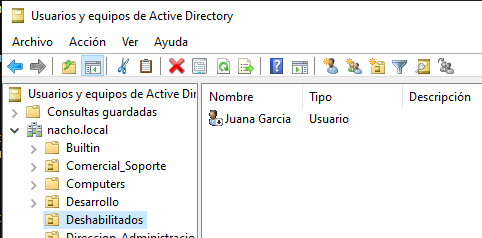 Usuarios y equipos de Active Directory
Archivo Acción Ver Ayuda
Usuarios y equipos de Active Dir
Consultas guardadas
nacho.local
Builtin
Comercial_Soporte
Computers
Desarrollo
Deshabilitados
Direccion_Administracio
Nombre Tipo Descripción
Juana Garcia Usuario